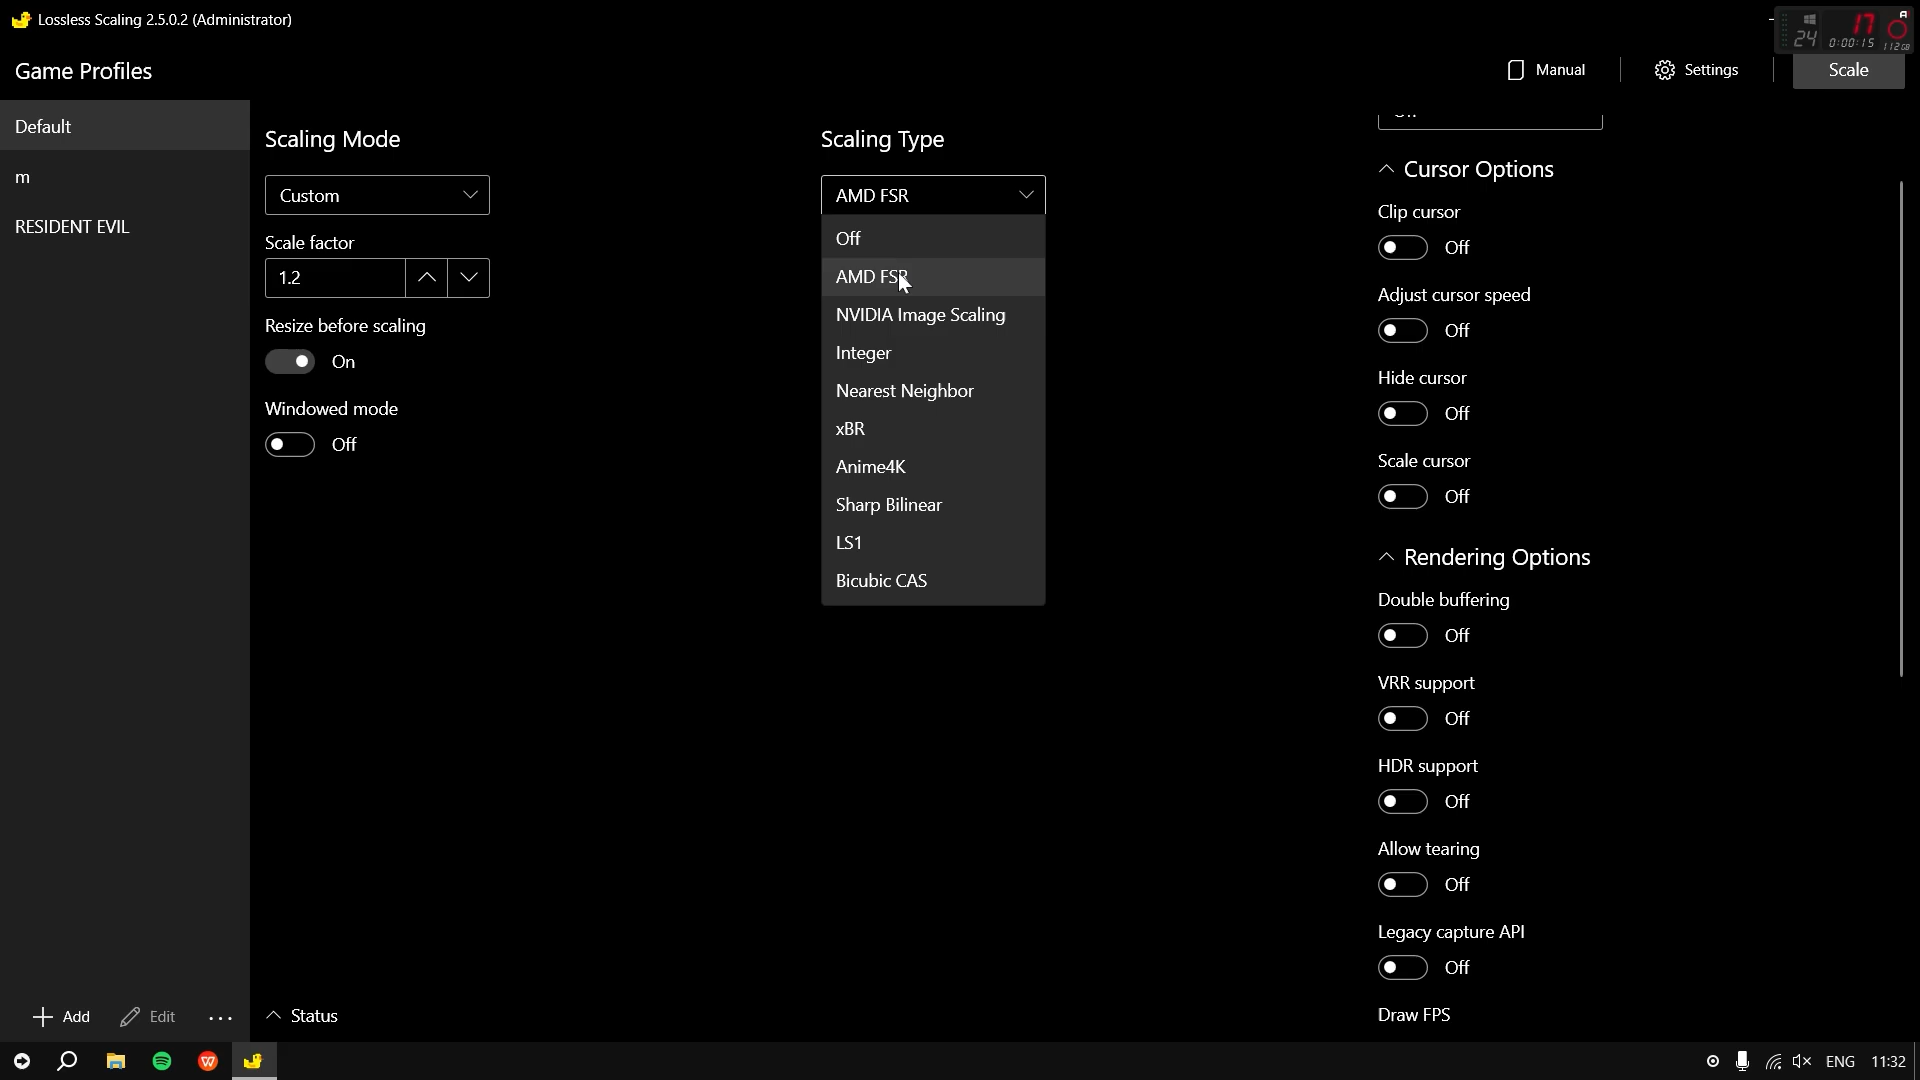 Lossless Scaling 2.5.0.2 (Administrator)
24
17
0:00:15
A
112GB
Game Profiles
Manual
Settings
Scale
Default
m
RESIDENT EVIL
Scaling Mode
Custom
Scale factor
1.2
Resize before scaling
On
Windowed mode
Off
Scaling Type
AMD FSR
Off
AMD FSR
NVIDIA Image Scaling
Integer
Nearest Neighbor
xBR
Anime4K
Sharp Bilinear
LS1
Bicubic CAS
Cursor Options
Clip cursor
Off
Adjust cursor speed
Off
Hide cursor
Off
Scale cursor
Off
Rendering Options
Double buffering
Off
VRR support
Off
HDR support
Off
Allow tearing
Off
Legacy capture API
Off
Draw FPS
Add
Edit
...
Status
ENG
11:32